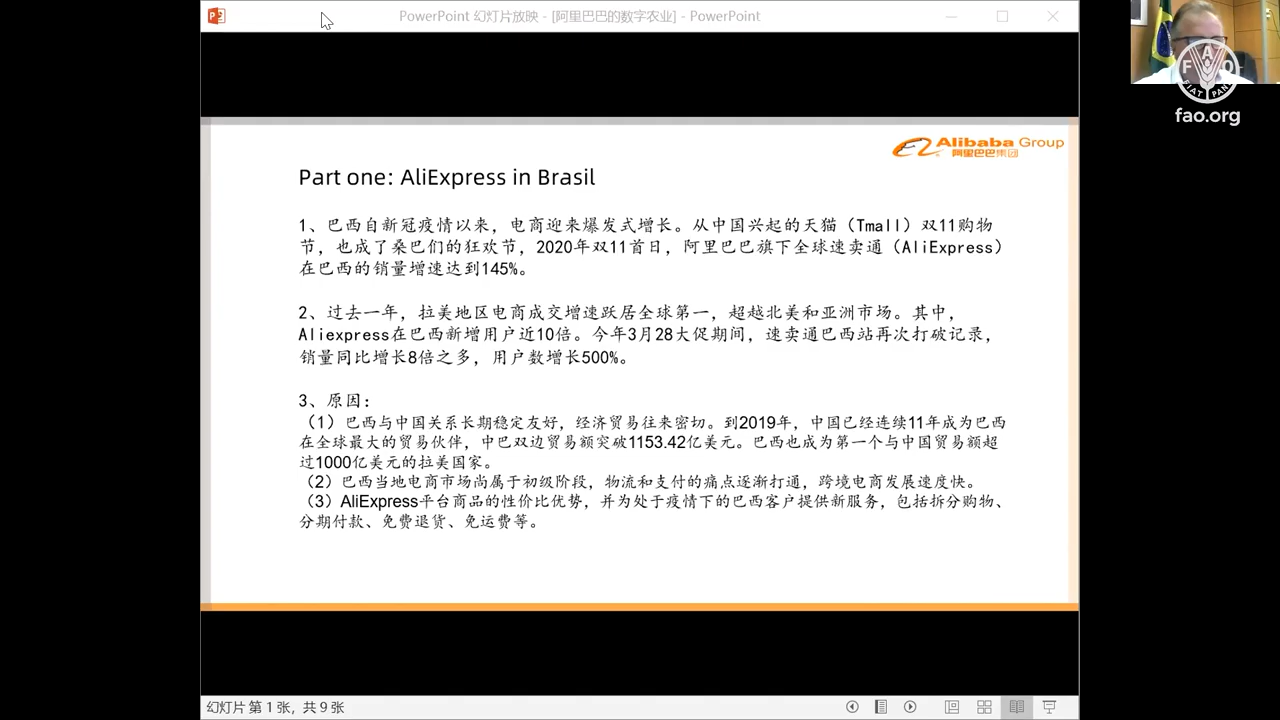 PowerPoint 幻灯片放映 - [阿里巴巴的数字农业] - PowerPoint
FAO
FIAT PANIS
fao.org
Alibaba Group
阿里巴巴集团
Part one: AliExpress in Brasil
1、巴西自新冠疫情以来，电商迎来爆发式增长。从中国兴起的天猫（Tmall）双11购物
节，也成了桑巴们的狂欢节，2020年双11首日，阿里巴巴旗下全球速卖通（AliExpress）
在巴西的销量增速达到145%。
2、过去一年，拉美地区电商成交增速跃居全球第一，超越北美和亚洲市场。其中，
Aliexpress在巴西新增用户近10倍。今年3月28大促期间，速卖通巴西站再次打破记录，
销量同比增长8倍之多，用户数增长500%。
3、原因：
（1）巴西与中国关系长期稳定友好，经济贸易往来密切。到2019年，中国已经连续11年成为巴西
在全球最大的贸易伙伴，中巴双边贸易额突破1153.42亿美元。巴西也成为第一个与中国贸易额超
过1000亿美元的拉美国家。
（2）巴西当地电商市场尚属于初级阶段，物流和支付的痛点逐渐打通，跨境电商发展速度快。
（3）AliExpress平台商品的性价比优势，并为处于疫情下的巴西客户提供新服务，包括拆分购物、
分期付款、免费退货、免运费等。
幻灯片 第 1 张，共 9 张